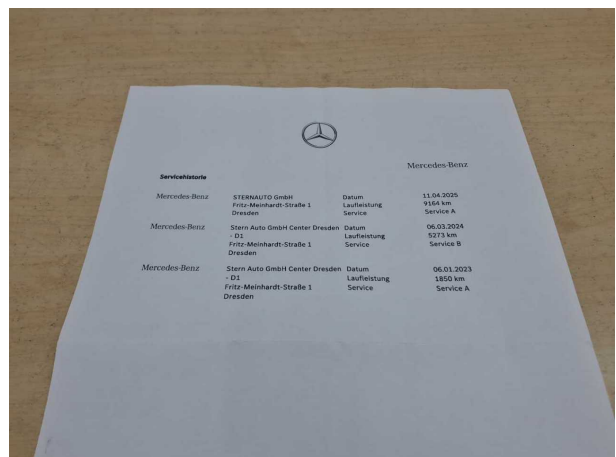 Mercedes-Benz
Servicehistorie
Mercedes-Benz STERNAUTO GmbH Datum 11.04.2025
Fritz-Meinhardt-Straße 1 Laufleistung 9164 km
Dresden Service Service A
Mercedes-Benz Stern Auto GmbH Center Dresden Datum 06.03.2024
- D1 Laufleistung 5273 km
Fritz-Meinhardt-Straße 1 Service Service B
Dresden
Mercedes-Benz Stern Auto GmbH Center Dresden Datum 06.01.2023
- D1 Laufleistung 1850 km
Fritz-Meinhardt-Straße 1 Service Service A
Dresden